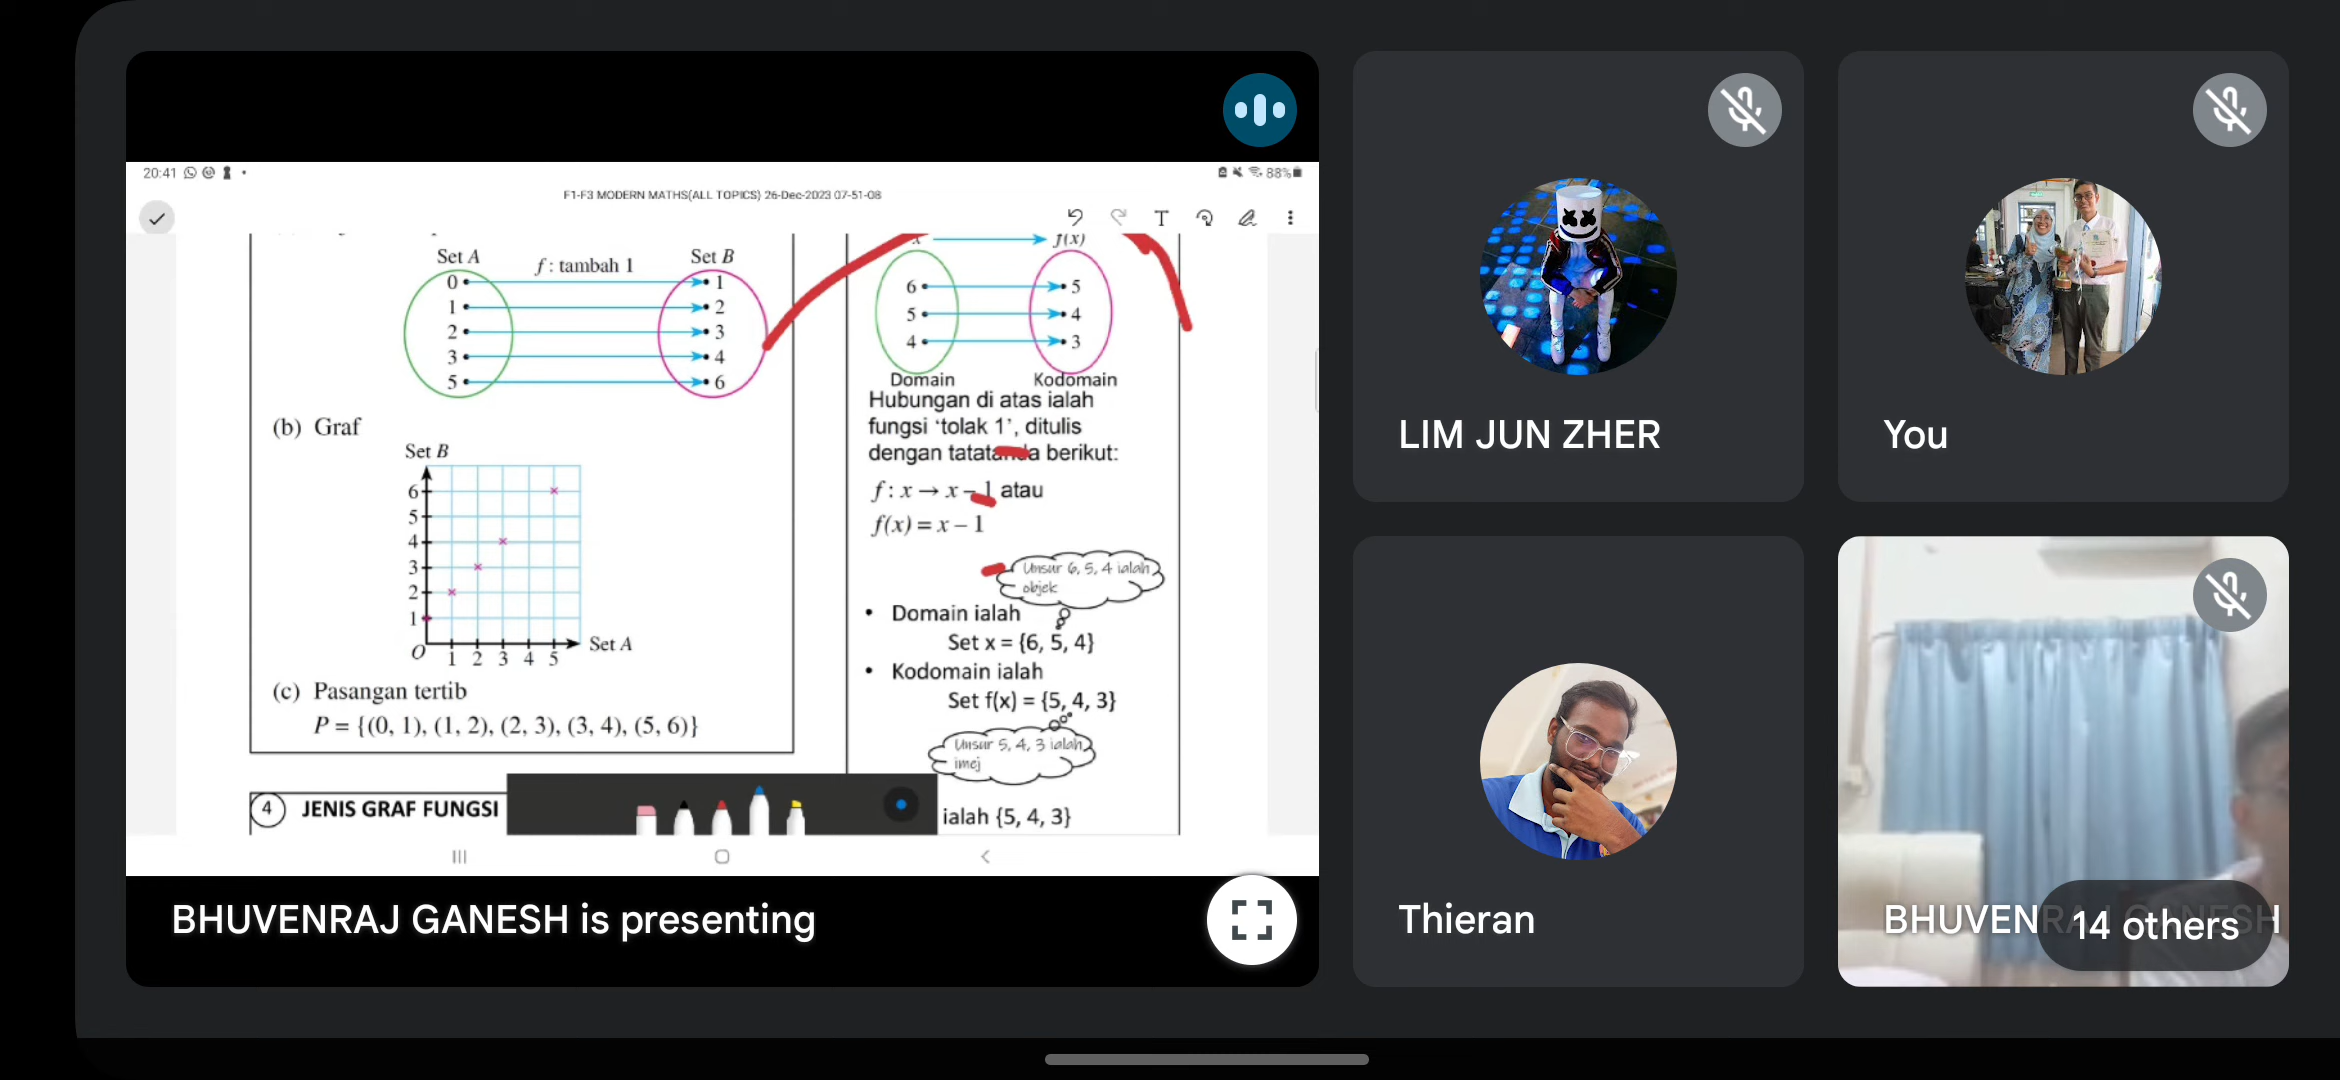 20:41
88%
F1-F3 MODERN MATHS(ALL TOPICS) 26-Dec-2023 07-51-08
T
Set A
f : tambah 1
Set B
0 1
1 2
2 3
3 4
5 6
(b) Graf
Set B
6
5
4
3
2
1
O 1 2 3 4 5
Set A
(c) Pasangan tertib
P = {(0, 1), (1, 2), (2, 3), (3, 4), (5, 6)}
4 JENIS GRAF FUNGSI
x f(x)
6 5
5 4
4 3
Domain Kodomain
Hubungan di atas ialah
fungsi ‘tolak 1’, ditulis
dengan tatatanda berikut:
f : x → x – 1 atau
f(x) = x – 1
Unsur 6, 5, 4 ialah
objek
• Domain ialah
Set x = {6, 5, 4}
• Kodomain ialah
Set f(x) = {5, 4, 3}
Unsur 5, 4, 3 ialah
imej
ialah {5, 4, 3}
BHUVENRAJ GANESH is presenting
LIM JUN ZHER
You
Thieran
BHUVENRAJ GANESH
14 others